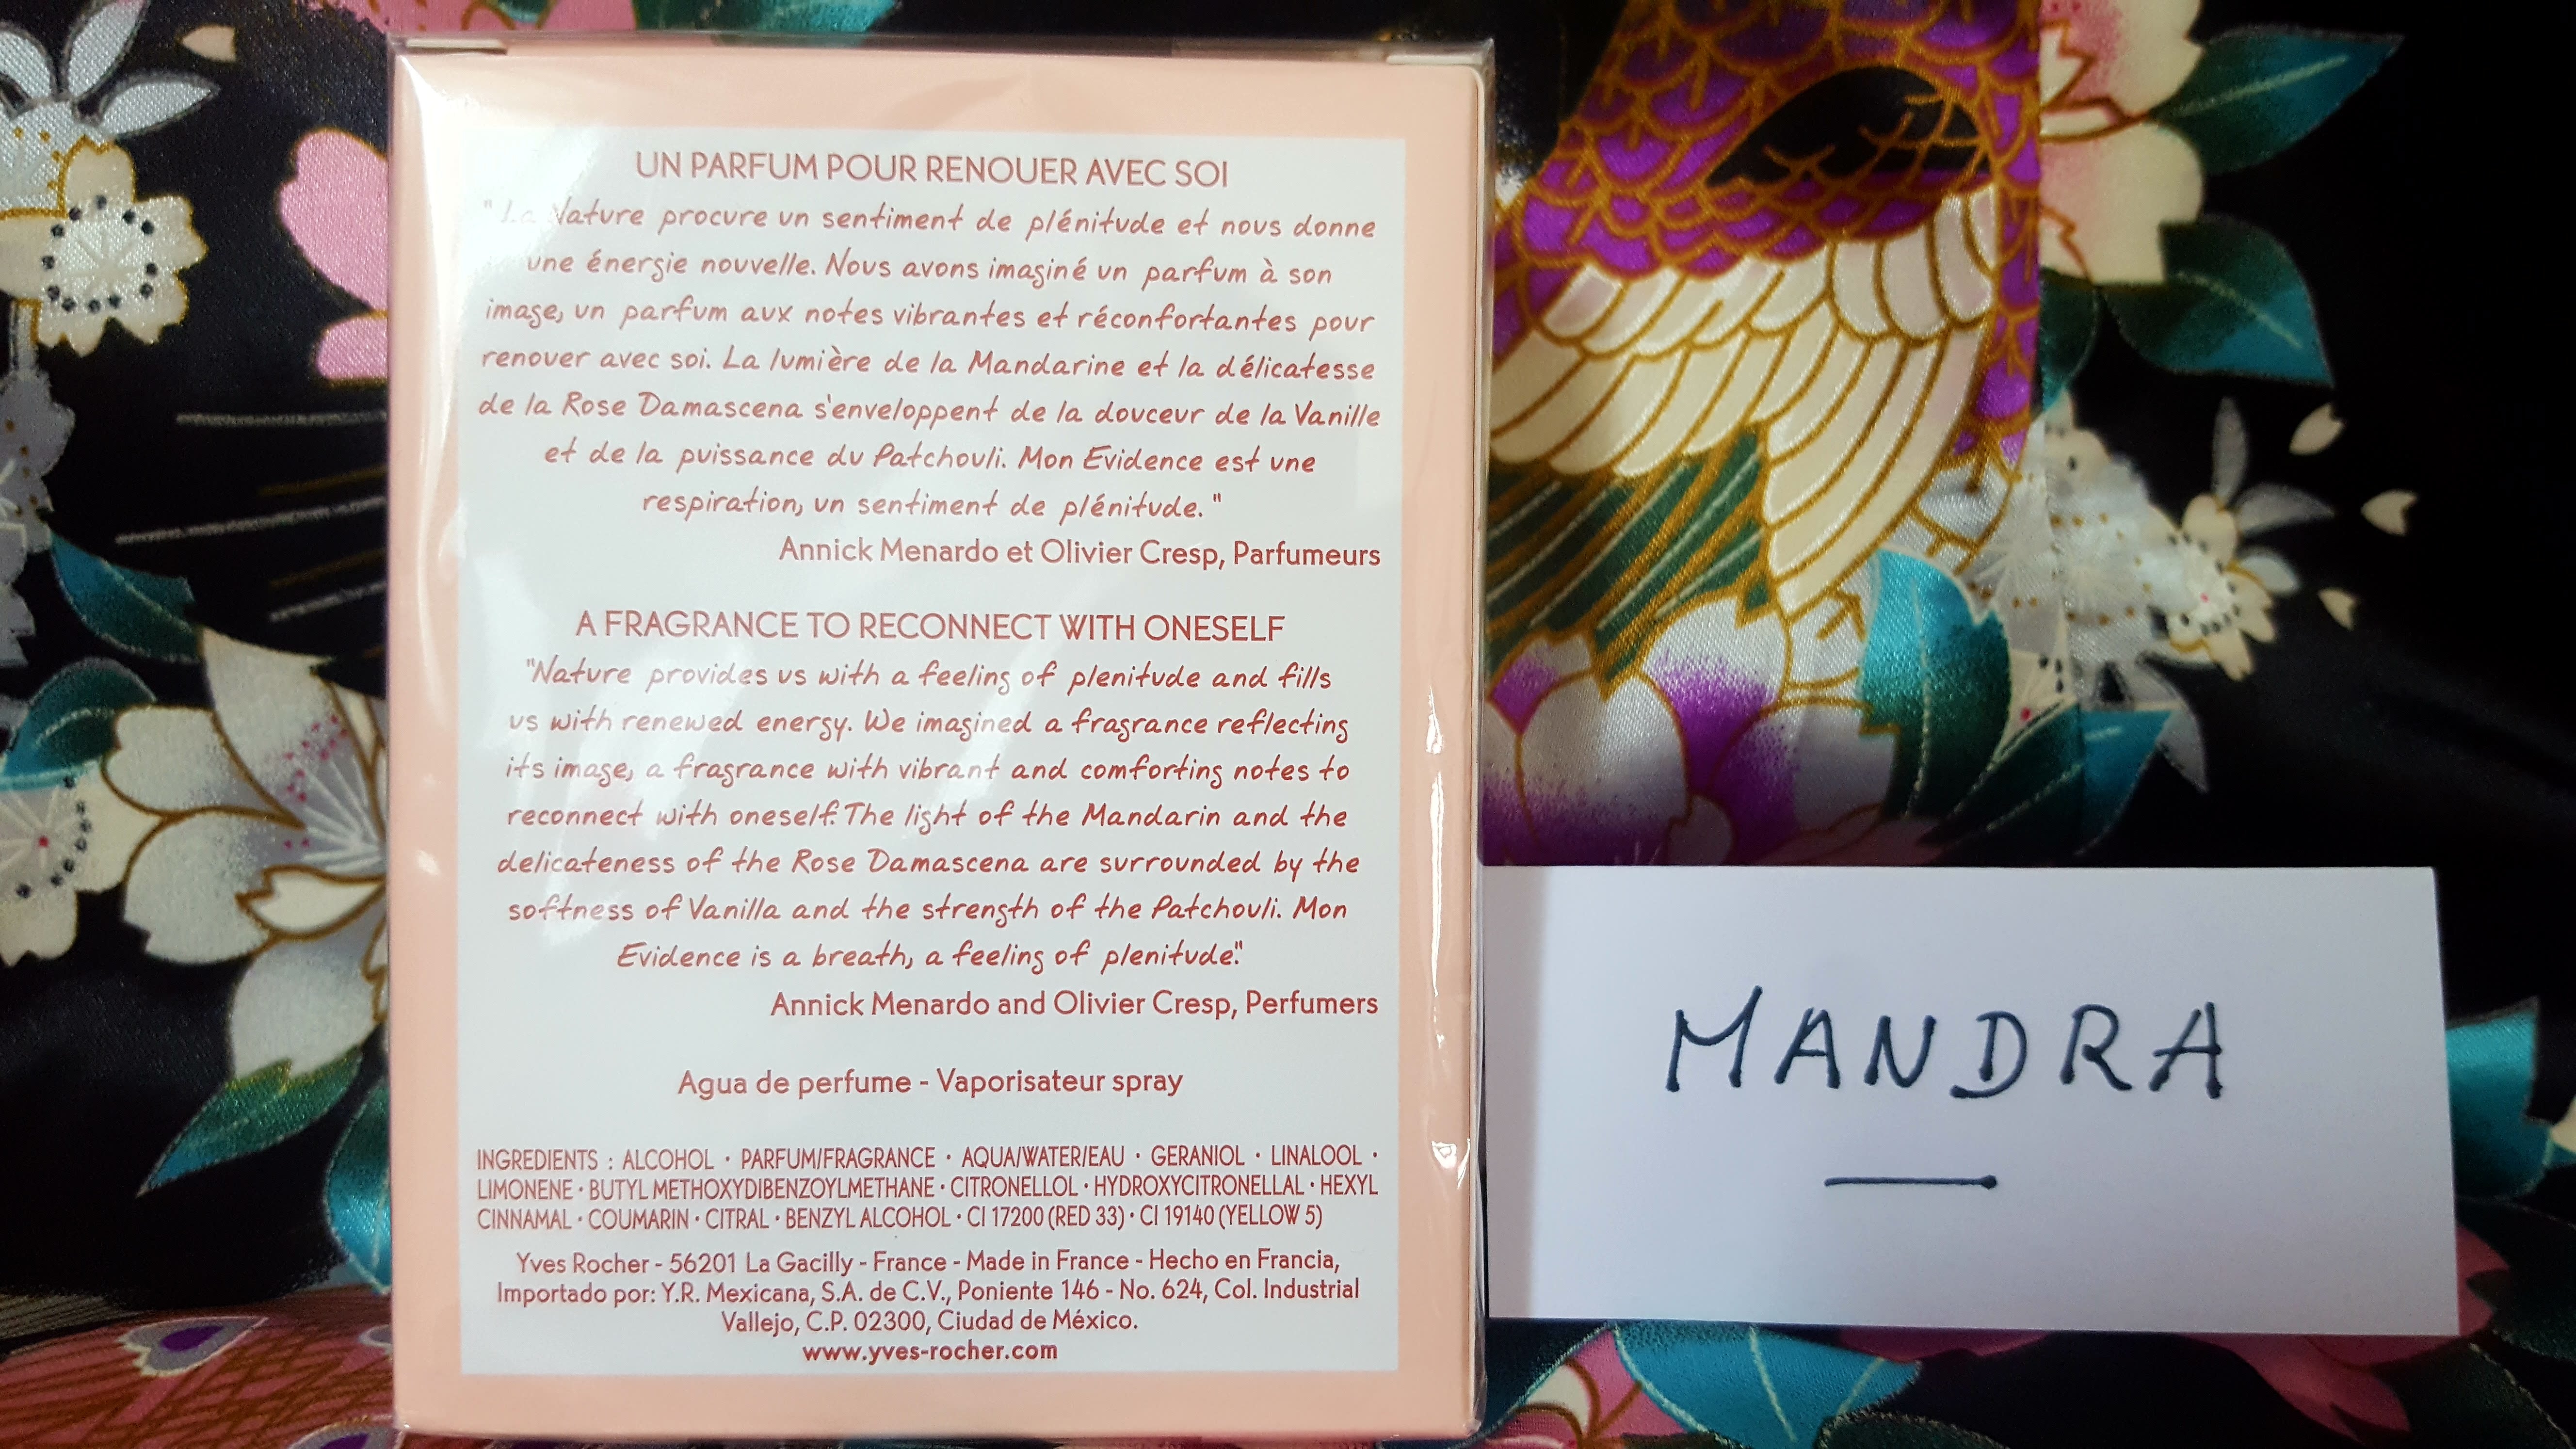 UN PARFUM POUR RENOUER AVEC SOI
"La Nature procure un sentiment de plénitude et nous donne
une énergie nouvelle. Nous avons imaginé un parfum à son
image, un parfum aux notes vibrantes et réconfortantes pour
renouer avec soi. La lumière de la Mandarine et la délicatesse
de la Rose Damascena s'enveloppent de la douceur de la Vanille
et de la puissance du Patchouli. Mon Evidence est une
respiration, un sentiment de plénitude."
Annick Menardo et Olivier Cresp, Parfumeurs
A FRAGRANCE TO RECONNECT WITH ONESELF
"Nature provides us with a feeling of plenitude and fills
us with renewed energy. We imagined a fragrance reflecting
its image, a fragrance with vibrant and comforting notes to
reconnect with oneself. The light of the Mandarin and the
delicateness of the Rose Damascena are surrounded by the
softness of Vanilla and the strength of the Patchouli. Mon
Evidence is a breath, a feeling of plenitude."
Annick Menardo and Olivier Cresp, Perfumers
Agua de perfume - Vaporisateur spray
INGREDIENTS : ALCOHOL · PARFUM/FRAGRANCE · AQUA/WATER/EAU · GERANIOL · LINALOOL ·
LIMONENE · BUTYL METHOXYDIBENZOYLMETHANE · CITRONELLOL · HYDROXYCITRONELLAL · HEXYL
CINNAMAL · COUMARIN · CITRAL · BENZYL ALCOHOL · CI 17200 (RED 33) · CI 19140 (YELLOW 5)
Yves Rocher - 56201 La Gacilly - France - Made in France - Hecho en Francia,
Importado por: Y.R. Mexicana, S.A. de C.V., Poniente 146 - No. 624, Col. Industrial
Vallejo, C.P. 02300, Ciudad de México.
www.yves-rocher.com
MANDRA